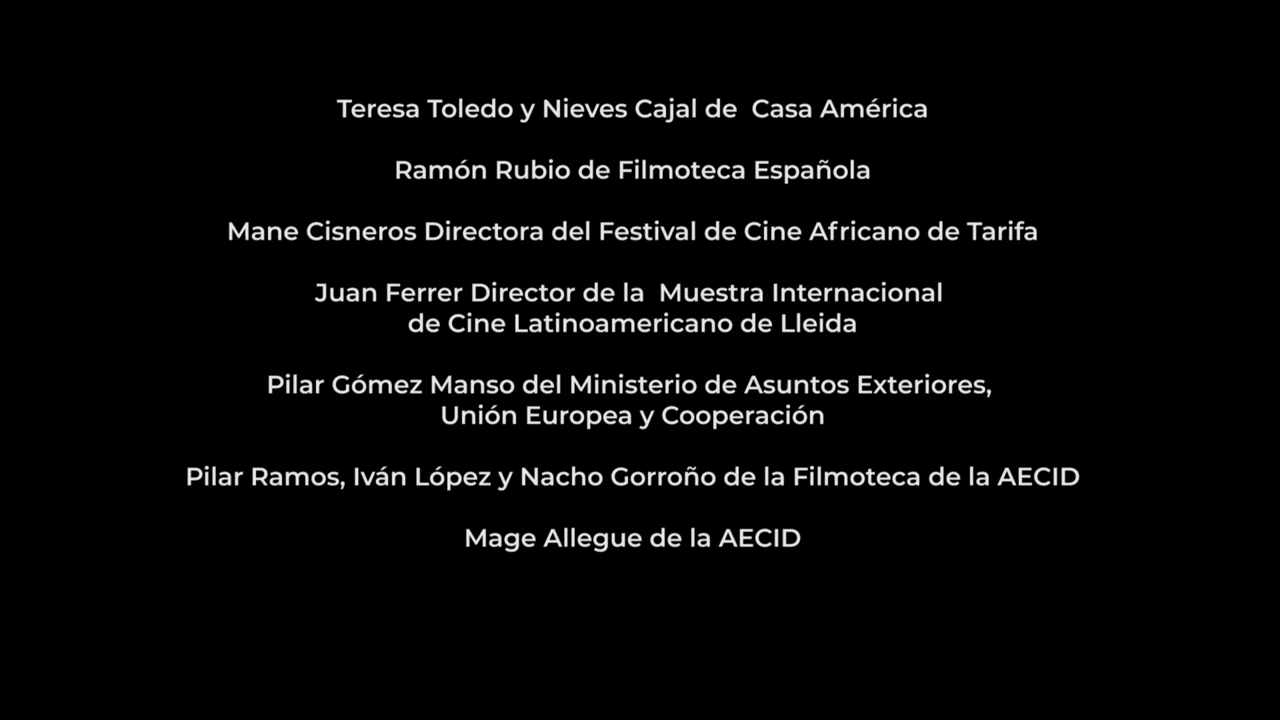 Teresa Toledo y Nieves Cajal de  Casa América
Ramón Rubio de Filmoteca Española
Mane Cisneros Directora del Festival de Cine Africano de Tarifa
Juan Ferrer Director de la  Muestra Internacional
de Cine Latinoamericano de Lleida
Pilar Gómez Manso del Ministerio de Asuntos Exteriores,
Unión Europea y Cooperación
Pilar Ramos, Iván López y Nacho Gorroño de la Filmoteca de la AECID
Mage Allegue de la AECID